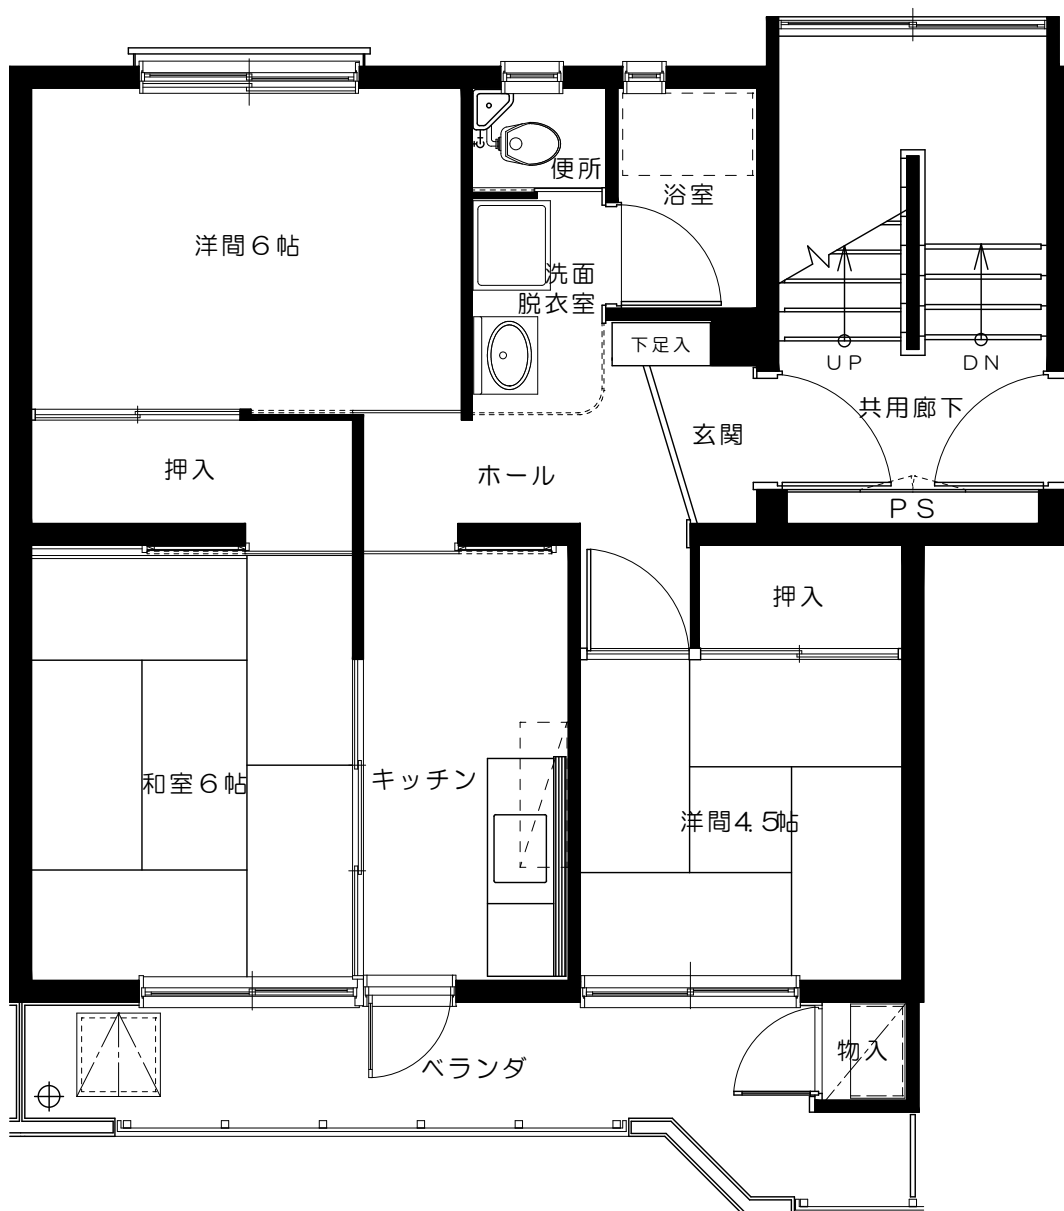 便所
浴室
洋間6帖
洗面
脱衣室
下足入
UP
DN
共用廊下
玄関
押入
ホール
PS
押入
和室6帖
キッチン
洋間4.5帖
物入
ベランダ